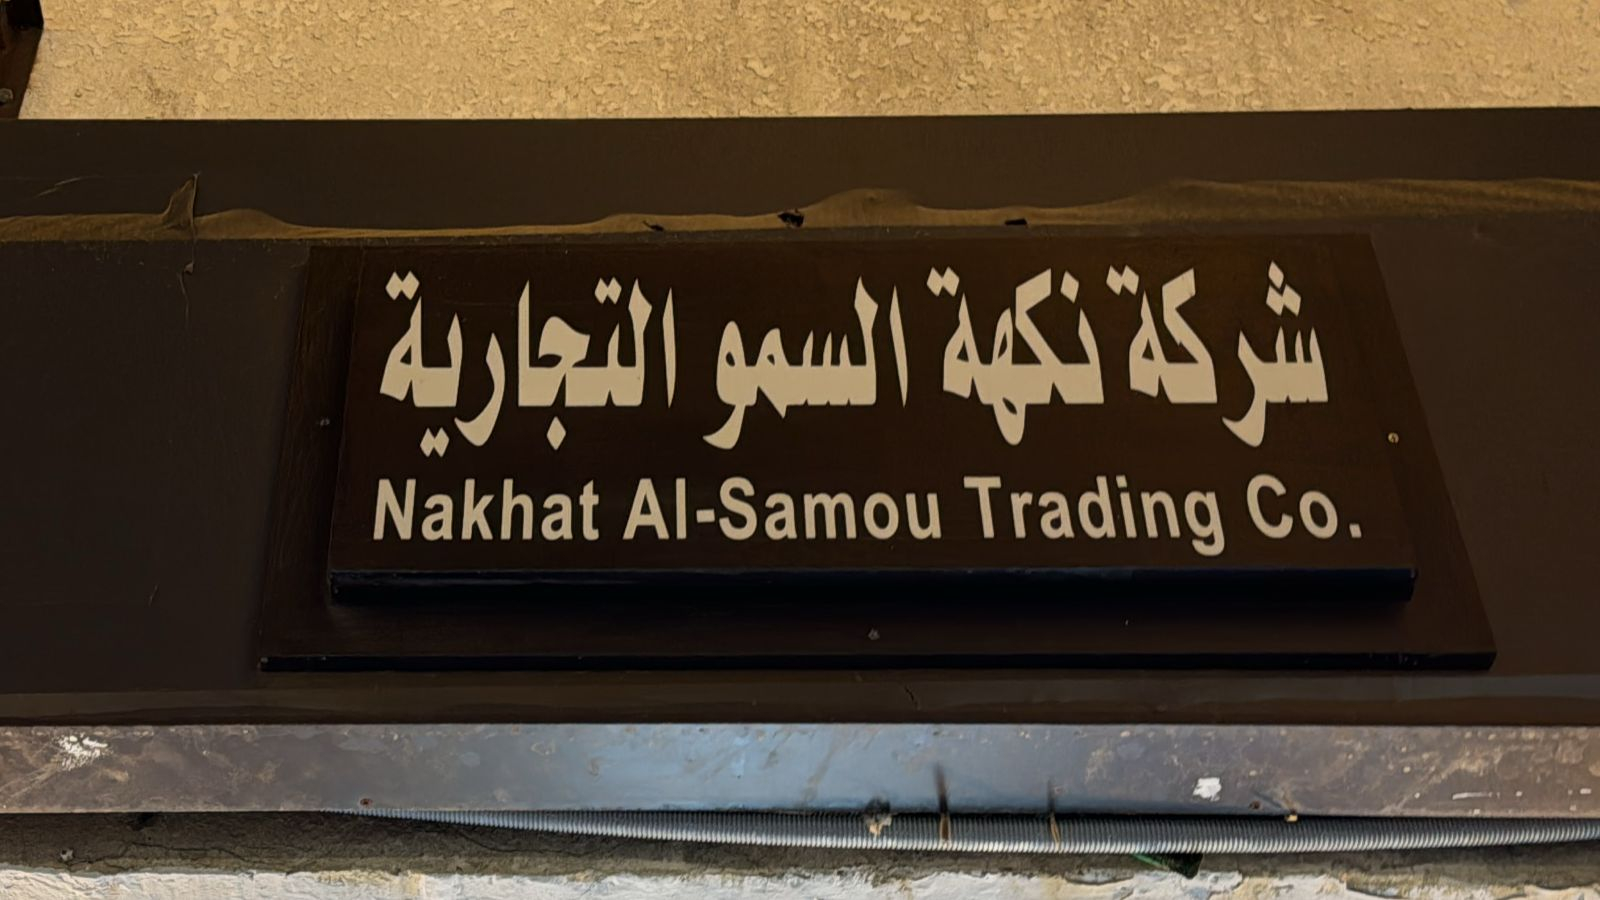 شركة نكهة السمو التجارية
Nakhat Al-Samou Trading Co.